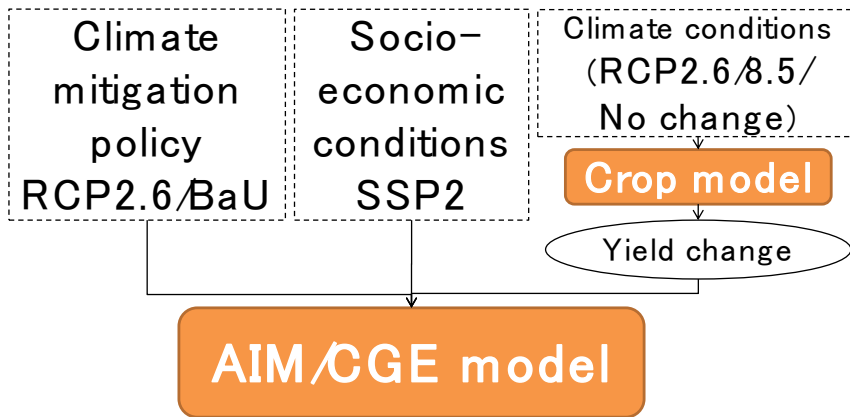 Climate
mitigation
policy
RCP2.6/BaU
Socio-
economic
conditions
SSP2
Climate conditions
(RCP2.6/8.5/
No change)
Crop model
Yield change
AIM/CGE model